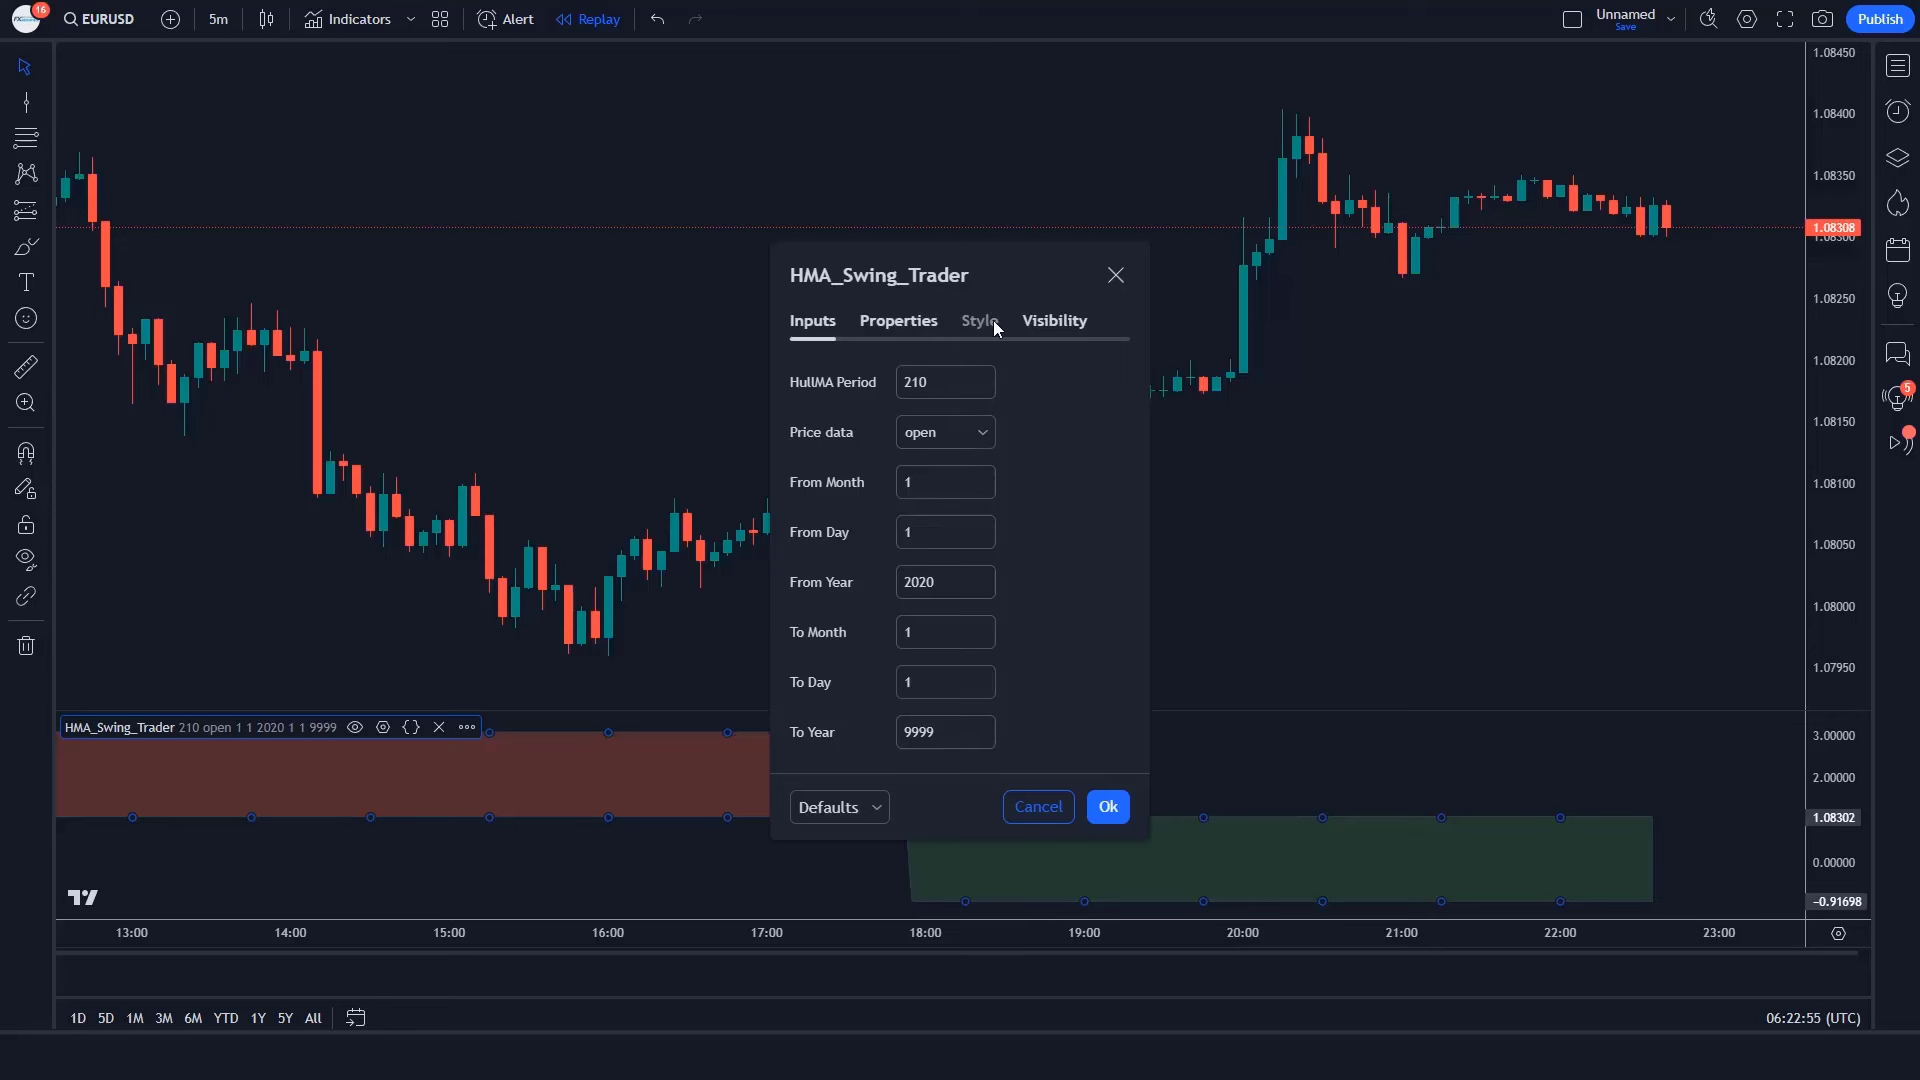 16
EURUSD
5m
Indicators
Alert
Replay
Unnamed
Save
Publish
1.08450
1.08400
1.08350
1.08308
1.08300
1.08250
1.08200
1.08150
1.08100
1.08050
1.08000
1.07950
5
HMA_Swing_Trader
Inputs Properties Style Visibility
HullMA Period 210
Price data open
From Month 1
From Day 1
From Year 2020
To Month 1
To Day 1
To Year 9999
Defaults Cancel Ok
HMA_Swing_Trader 210 open 1 1 2020 1 1 9999
3.00000
2.00000
1.08302
0.00000
−0.91698
13:00 14:00 15:00 16:00 17:00 18:00 19:00 20:00 21:00 22:00 23:00
1D 5D 1M 3M 6M YTD 1Y 5Y All
06:22:55 (UTC)